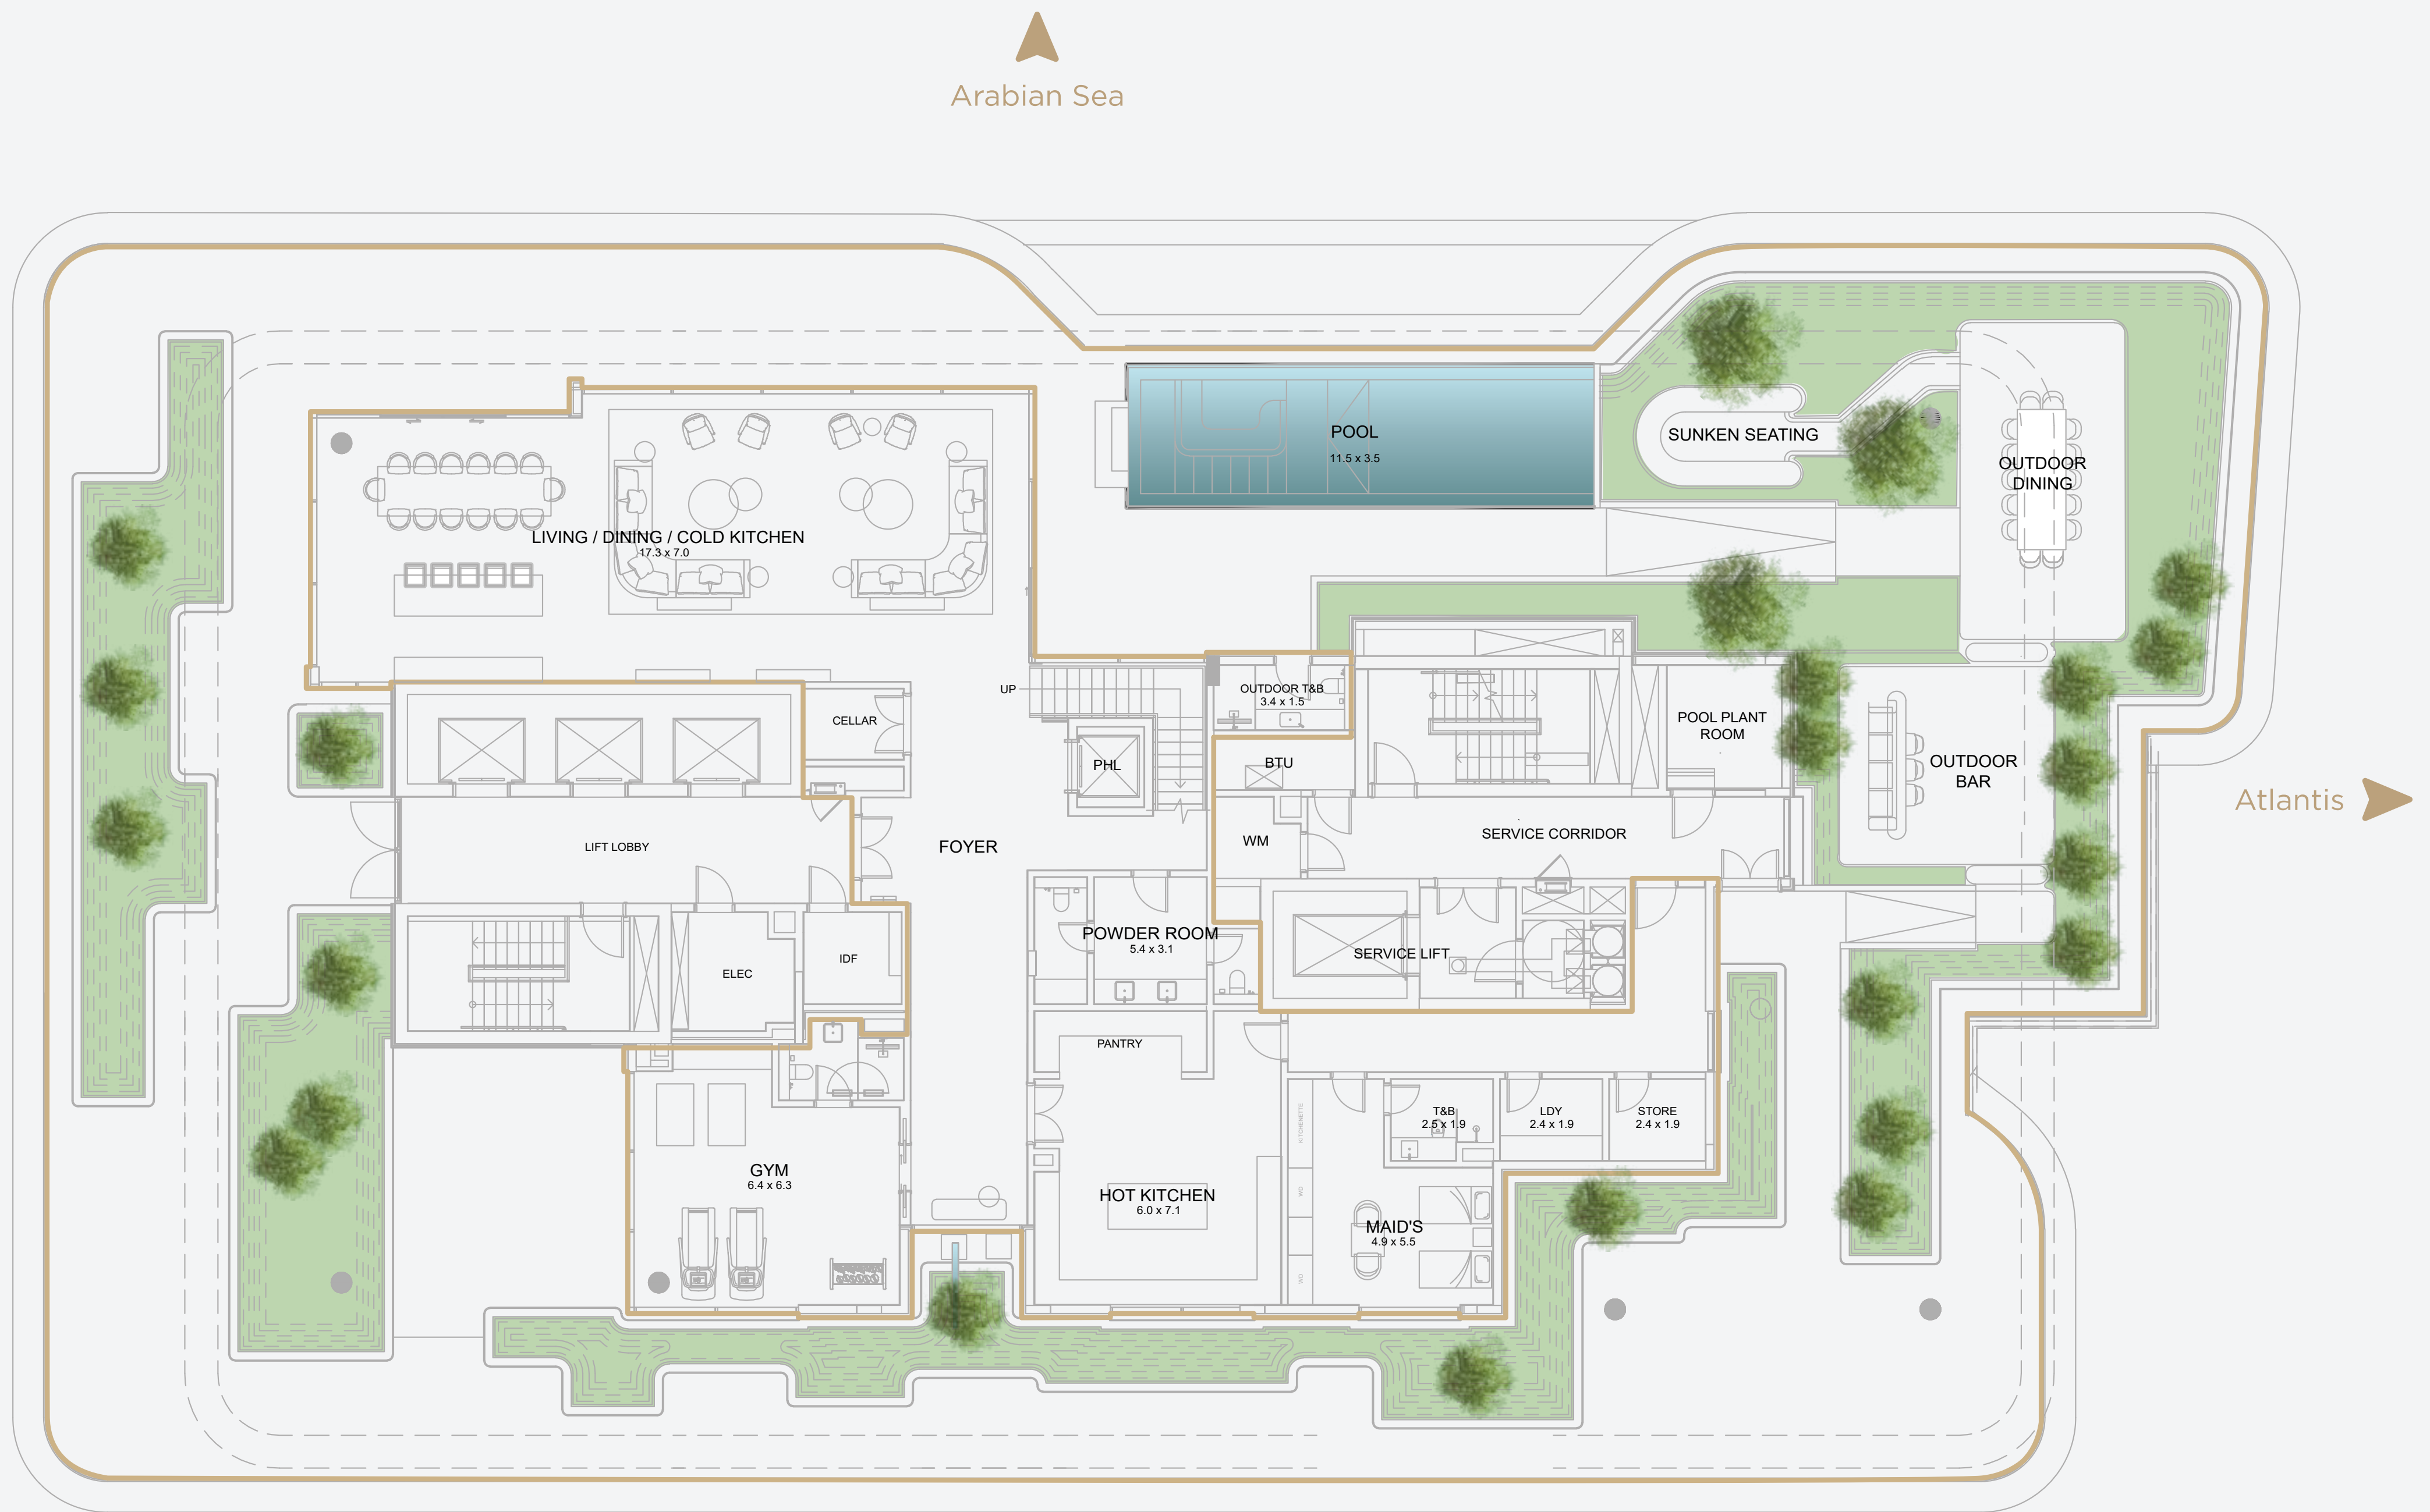 Arabian Sea
POOL
11.5 x 3.5
SUNKEN SEATING
OUTDOOR
DINING
LIVING / DINING / COLD KITCHEN
17.3 x 7.0
UP
OUTDOOR T&B
3.4 x 1.5
CELLAR
POOL PLANT
ROOM
PHL
BTU
OUTDOOR
BAR
Atlantis
LIFT LOBBY
FOYER
WM
SERVICE CORRIDOR
POWDER ROOM
5.4 x 3.1
SERVICE LIFT
ELEC
IDF
PANTRY
KITCHENETTE
T&B
2.5 x 1.9
LDY
2.4 x 1.9
STORE
2.4 x 1.9
GYM
6.4 x 6.3
HOT KITCHEN
6.0 x 7.1
WD
MAID'S
4.9 x 5.5
WD